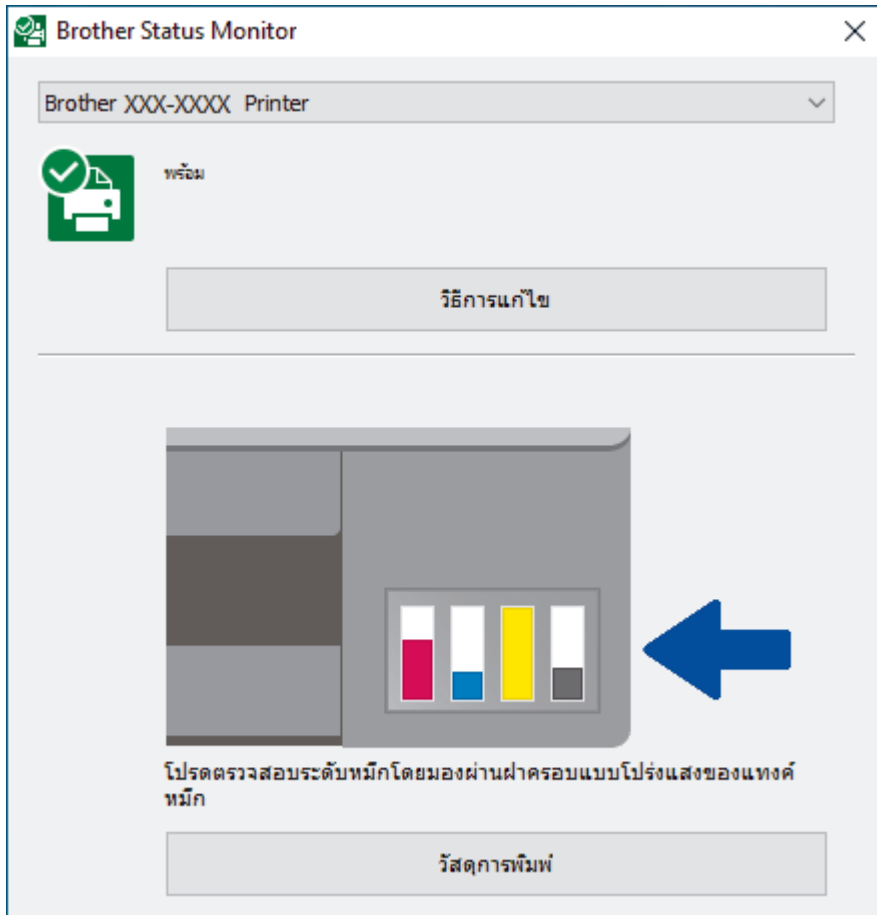 Brother Status Monitor
Brother XXX-XXXX Printer
พร้อม
วิธีการแก้ไข
โปรดตรวจสอบระดับหมึกโดยมองผ่านฝาครอบแบบโปร่งแสงของแทงค์
หมึก
วัสดุการพิมพ์